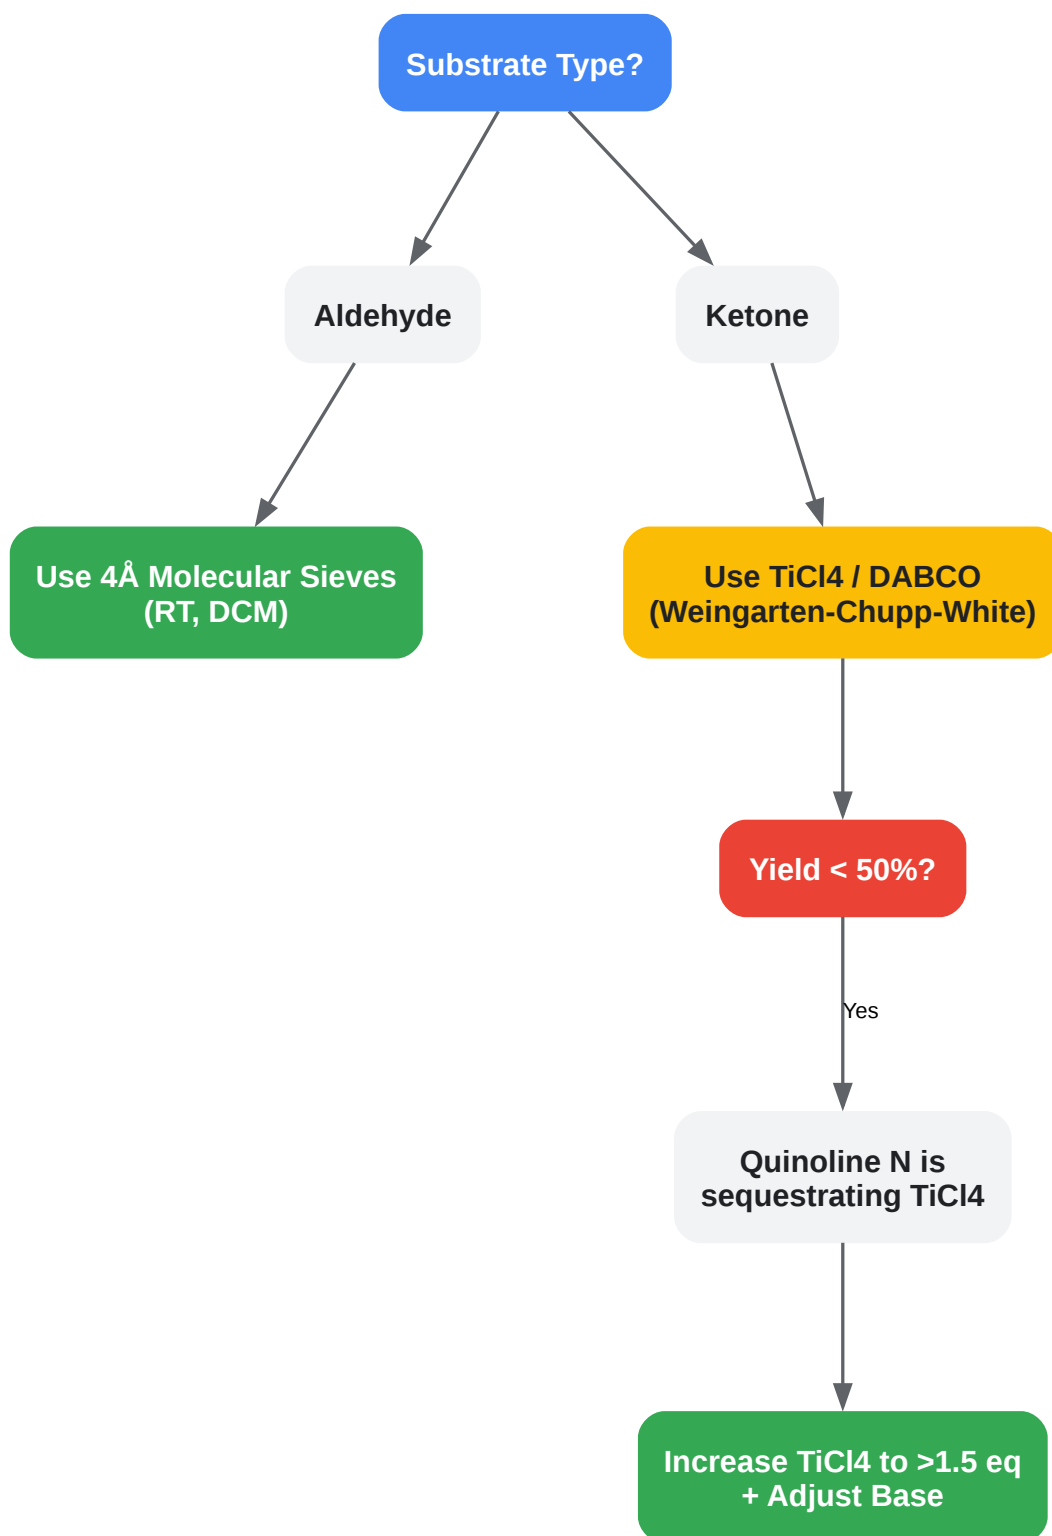 Substrate Type?
Aldehyde
Ketone
Use 4Å Molecular Sieves
(RT, DCM)
Use TiCl4 / DABCO
(Weingarten-Chupp-White)
Yield < 50%?
Yes
Quinoline N is
sequestrating TiCl4
Increase TiCl4 to >1.5 eq
+ Adjust Base